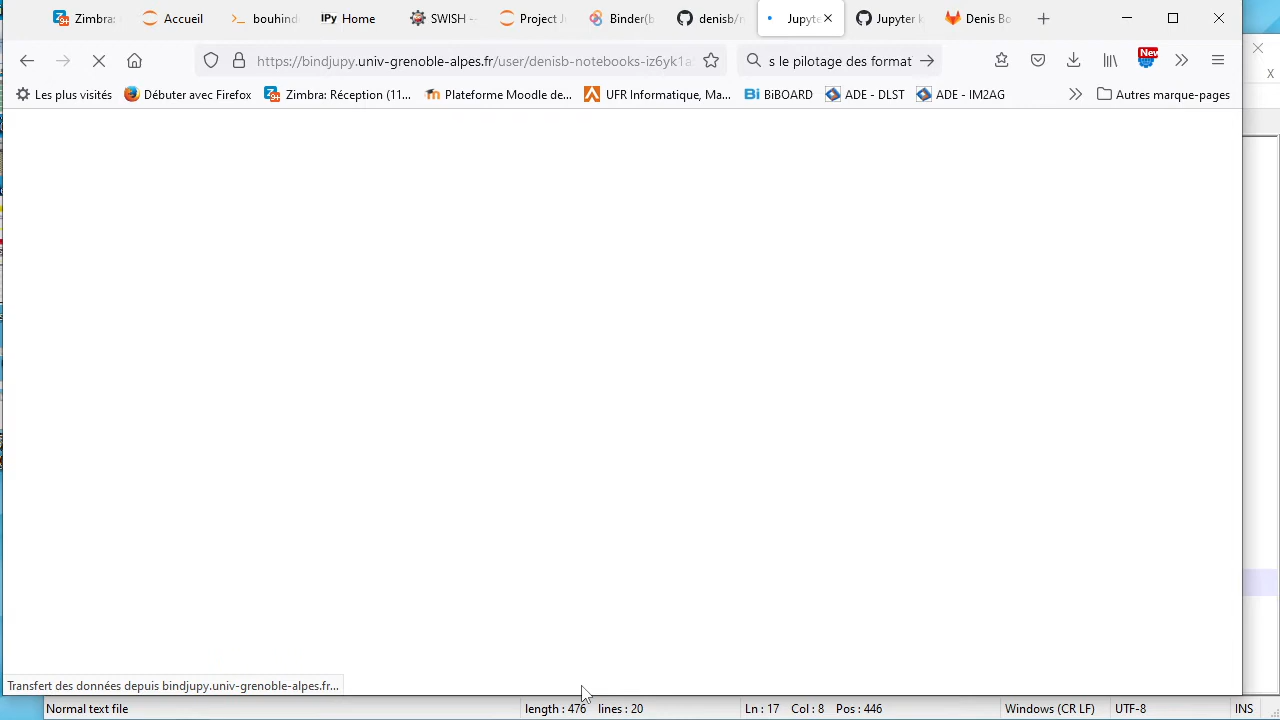 Zimbra: Accueil bouhind IPy Home SWISH -- Project J Binder(b denisb/n Jupyte Jupyter k Denis Bo
https://bindjupy.univ-grenoble-alpes.fr/user/denisb-notebooks-iz6yk1a s le pilotage des format New
Les plus visités Débuter avec Firefox Zimbra: Réception (11... Plateforme Moodle de... UFR Informatique, Ma... BiBOARD ADE - DLST ADE - IM2AG Autres marque-pages
X
Transfert des données depuis bindjupy.univ-grenoble-alpes.fr...
Normal text file length : 476 lines : 20 Ln : 17 Col : 8 Pos : 446 Windows (CR LF) UTF-8 INS